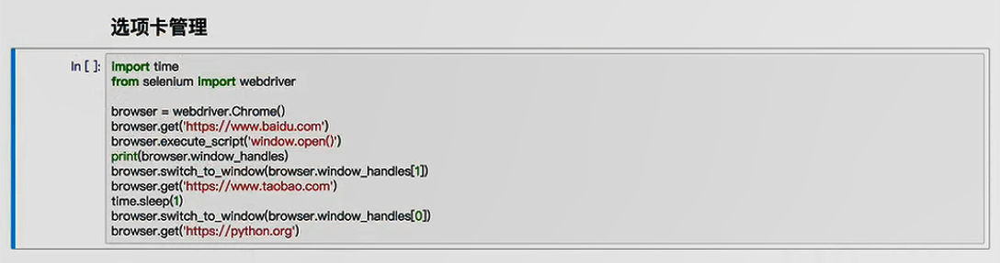 选项卡管理
In [ ]:
import time
from selenium import webdriver
browser = webdriver.Chrome()
browser.get('https://www.baidu.com')
browser.execute_script('window.open()')
print(browser.window_handles)
browser.switch_to_window(browser.window_handles[1])
browser.get('https://www.taobao.com')
time.sleep(1)
browser.switch_to_window(browser.window_handles[0])
browser.get('https://python.org')